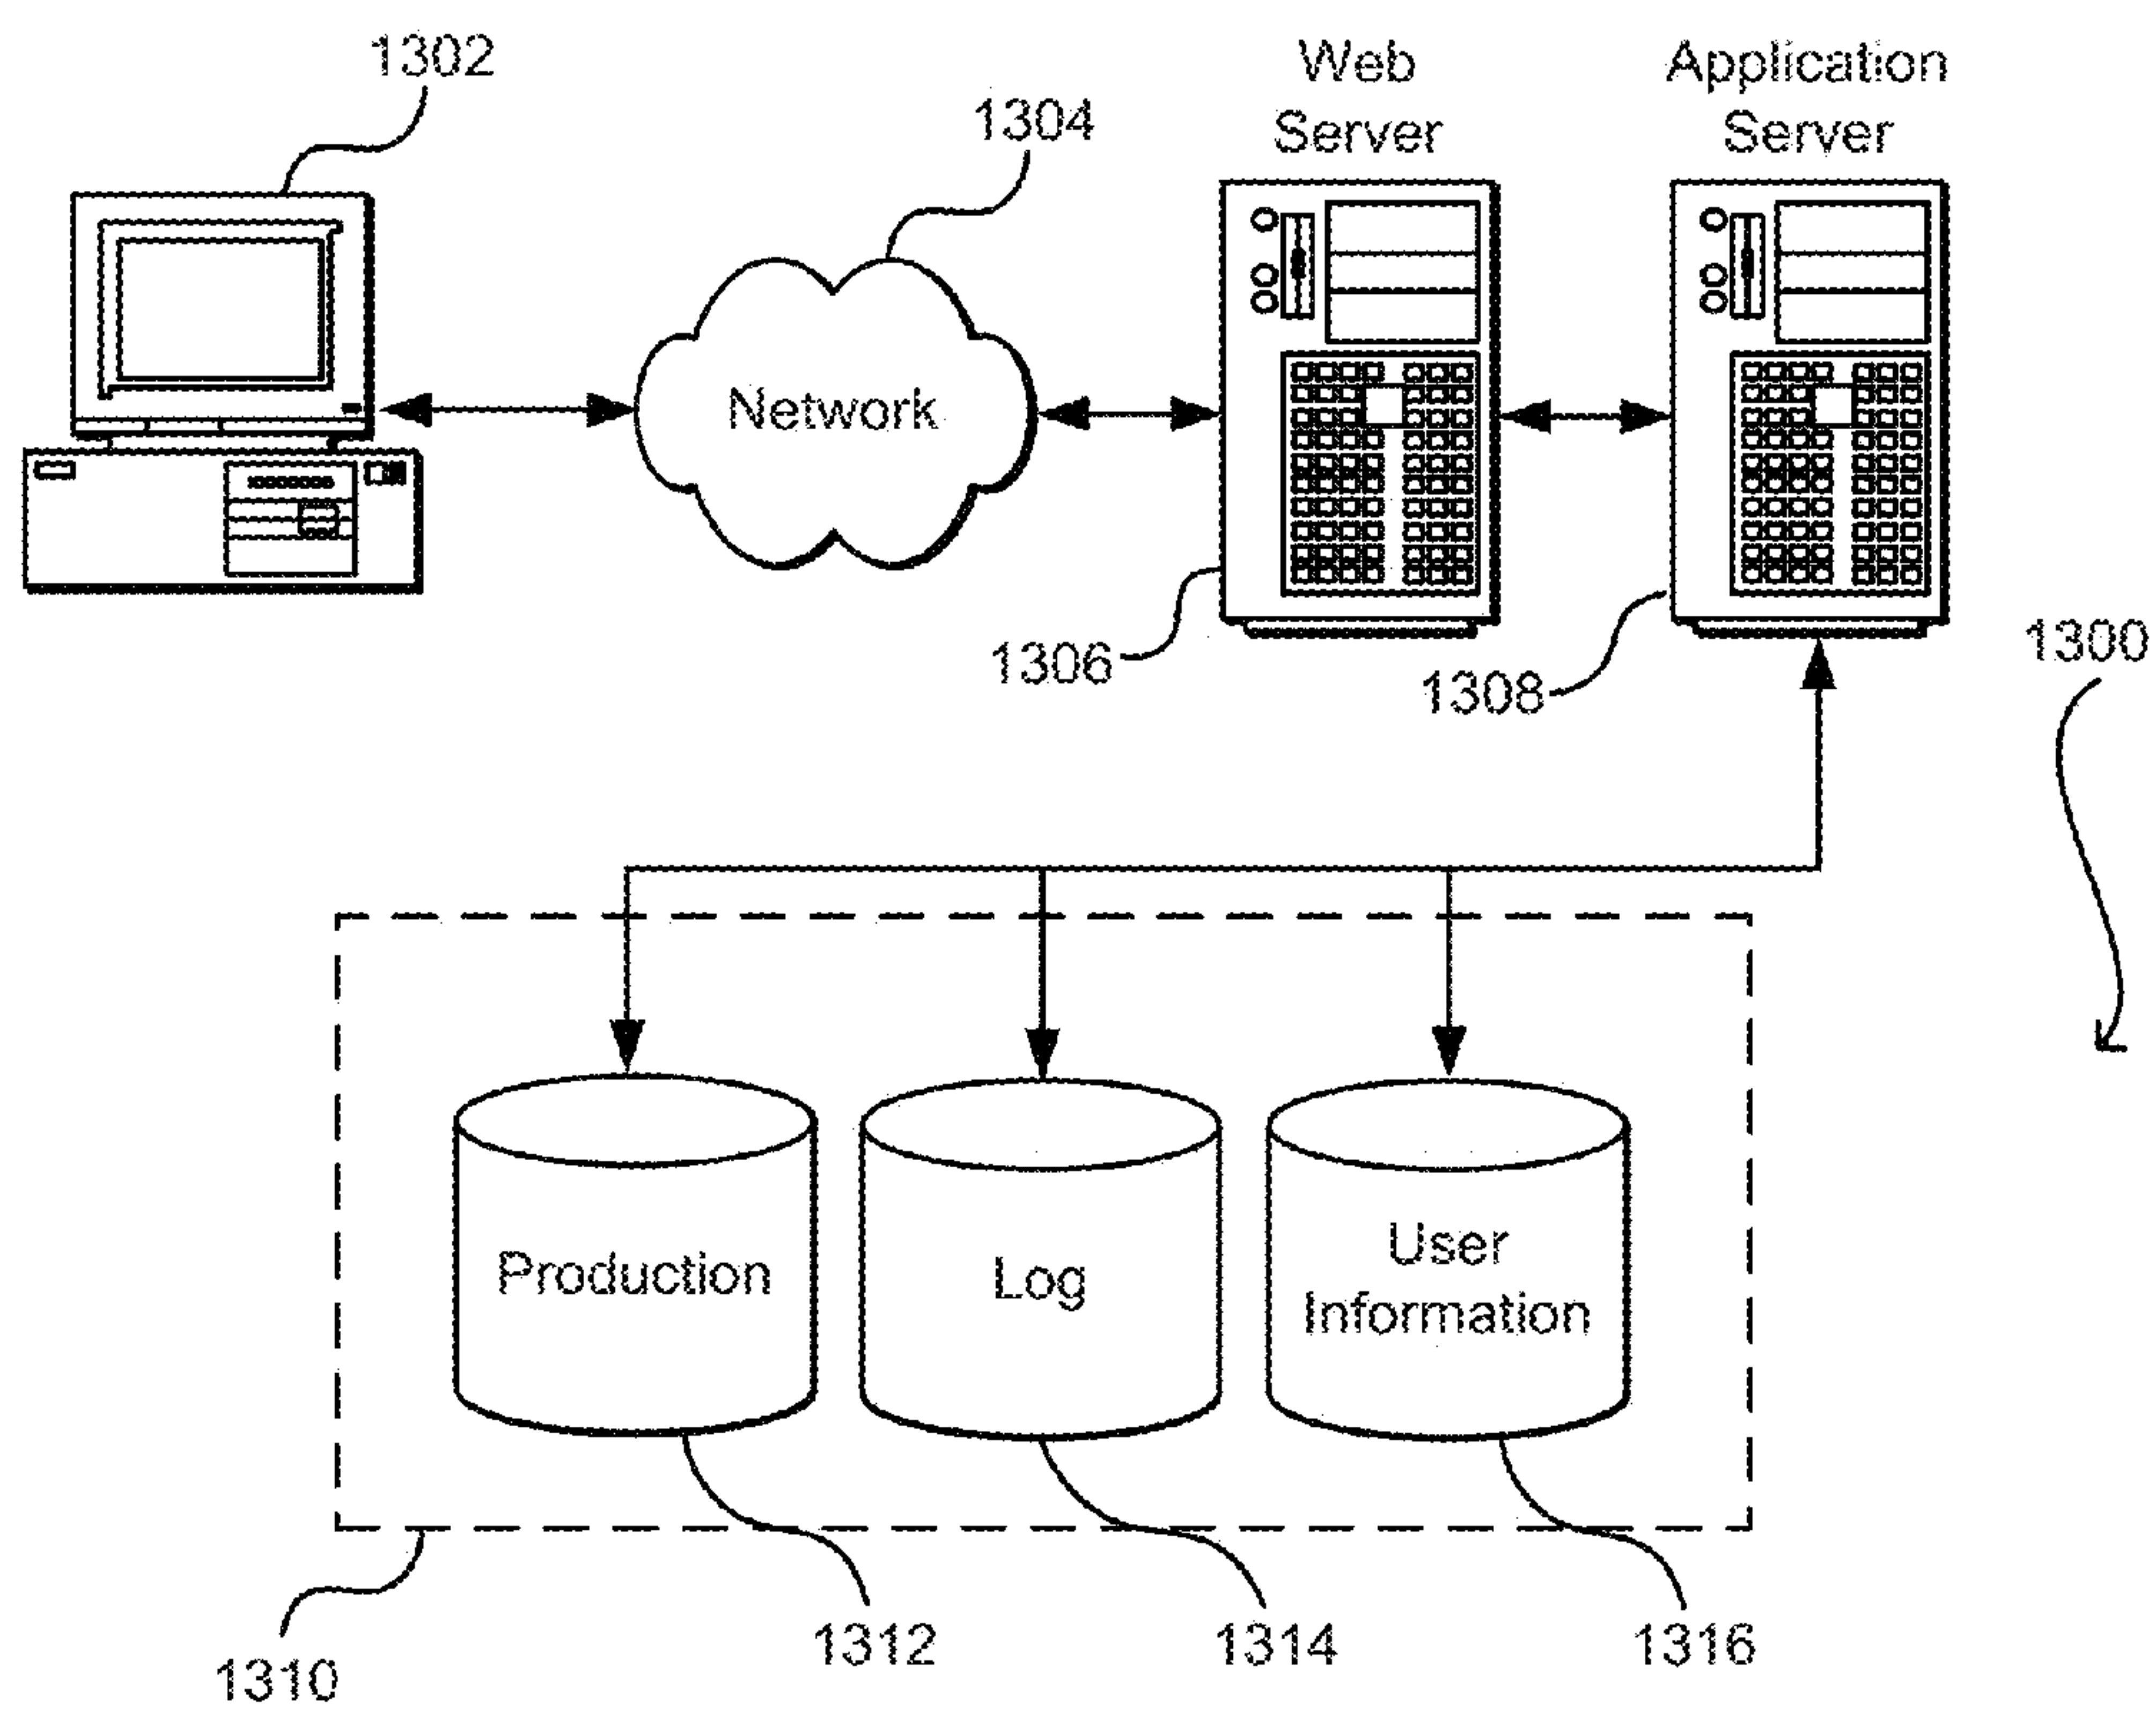 1302
1304
Web
Server
Application
Server
Network
1306
1308
1300
Production
Log
User
Information
1310
1312
1314
1316